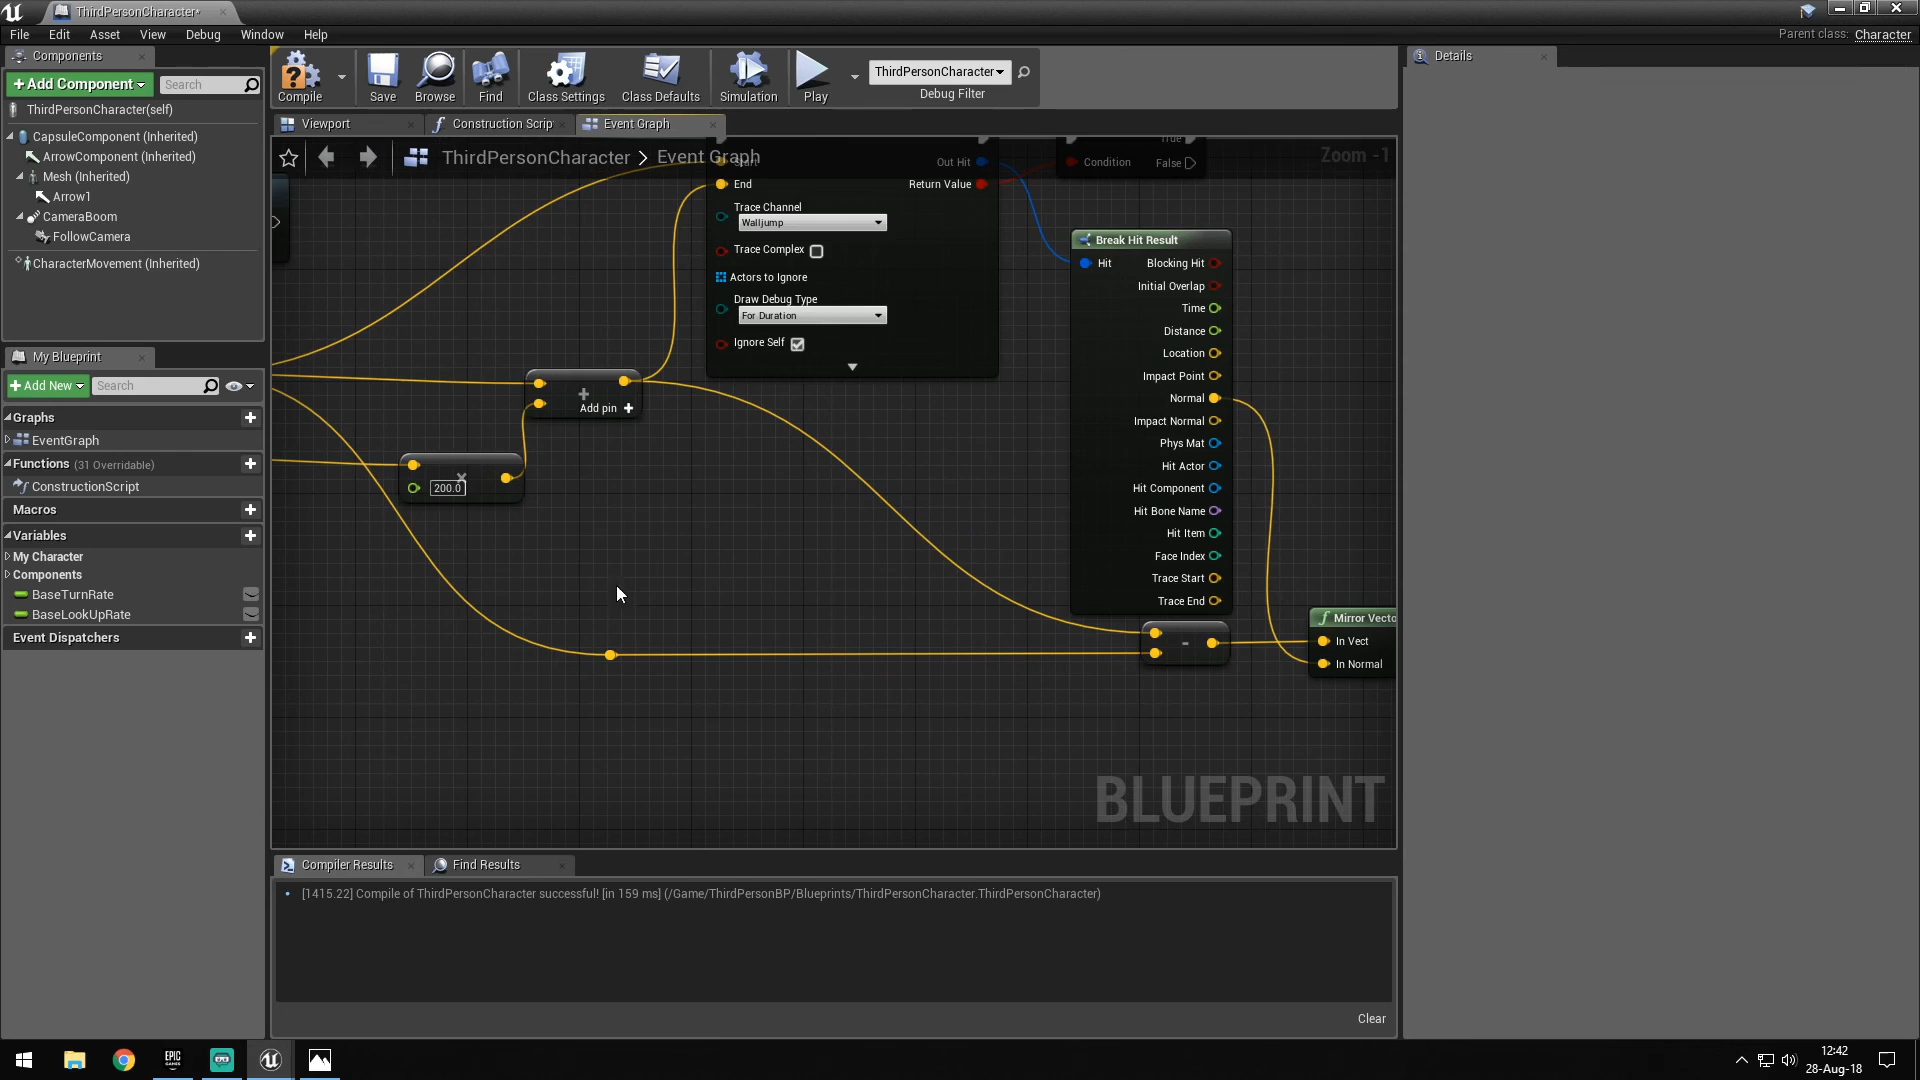 ThirdPersonCharacter*
File Edit Asset View Debug Window Help
Parent class: Character
Components
+Add Component
Search
ThirdPersonCharacter(self)
CapsuleComponent (Inherited)
ArrowComponent (Inherited)
Mesh (Inherited)
Arrow1
CameraBoom
FollowCamera
CharacterMovement (Inherited)
My Blueprint
+Add New
Search
Graphs
EventGraph
Functions (31 Overridable)
ConstructionScript
Macros
Variables
My Character
Components
BaseTurnRate
BaseLookUpRate
Event Dispatchers
Compile
Save
Browse
Find
Class Settings
Class Defaults
Simulation
Play
ThirdPersonCharacter
Debug Filter
Viewport
Construction Scrip
Event Graph
ThirdPersonCharacter > Event Graph
Zoom -1
Start
Out Hit
End
Return Value
Trace Channel
Walljump
Trace Complex
Actors to Ignore
Draw Debug Type
For Duration
Ignore Self
True
Condition
False
Add pin +
200.0
Break Hit Result
Hit
Blocking Hit
Initial Overlap
Time
Distance
Location
Impact Point
Normal
Impact Normal
Phys Mat
Hit Actor
Hit Component
Hit Bone Name
Hit Item
Face Index
Trace Start
Trace End
Mirror Vecto
In Vect
In Normal
BLUEPRINT
Compiler Results
Find Results
[1415.22] Compile of ThirdPersonCharacter successful! [in 159 ms] (/Game/ThirdPersonBP/Blueprints/ThirdPersonCharacter.ThirdPersonCharacter)
Clear
Details
EPIC
GAMES
12:42
28-Aug-18